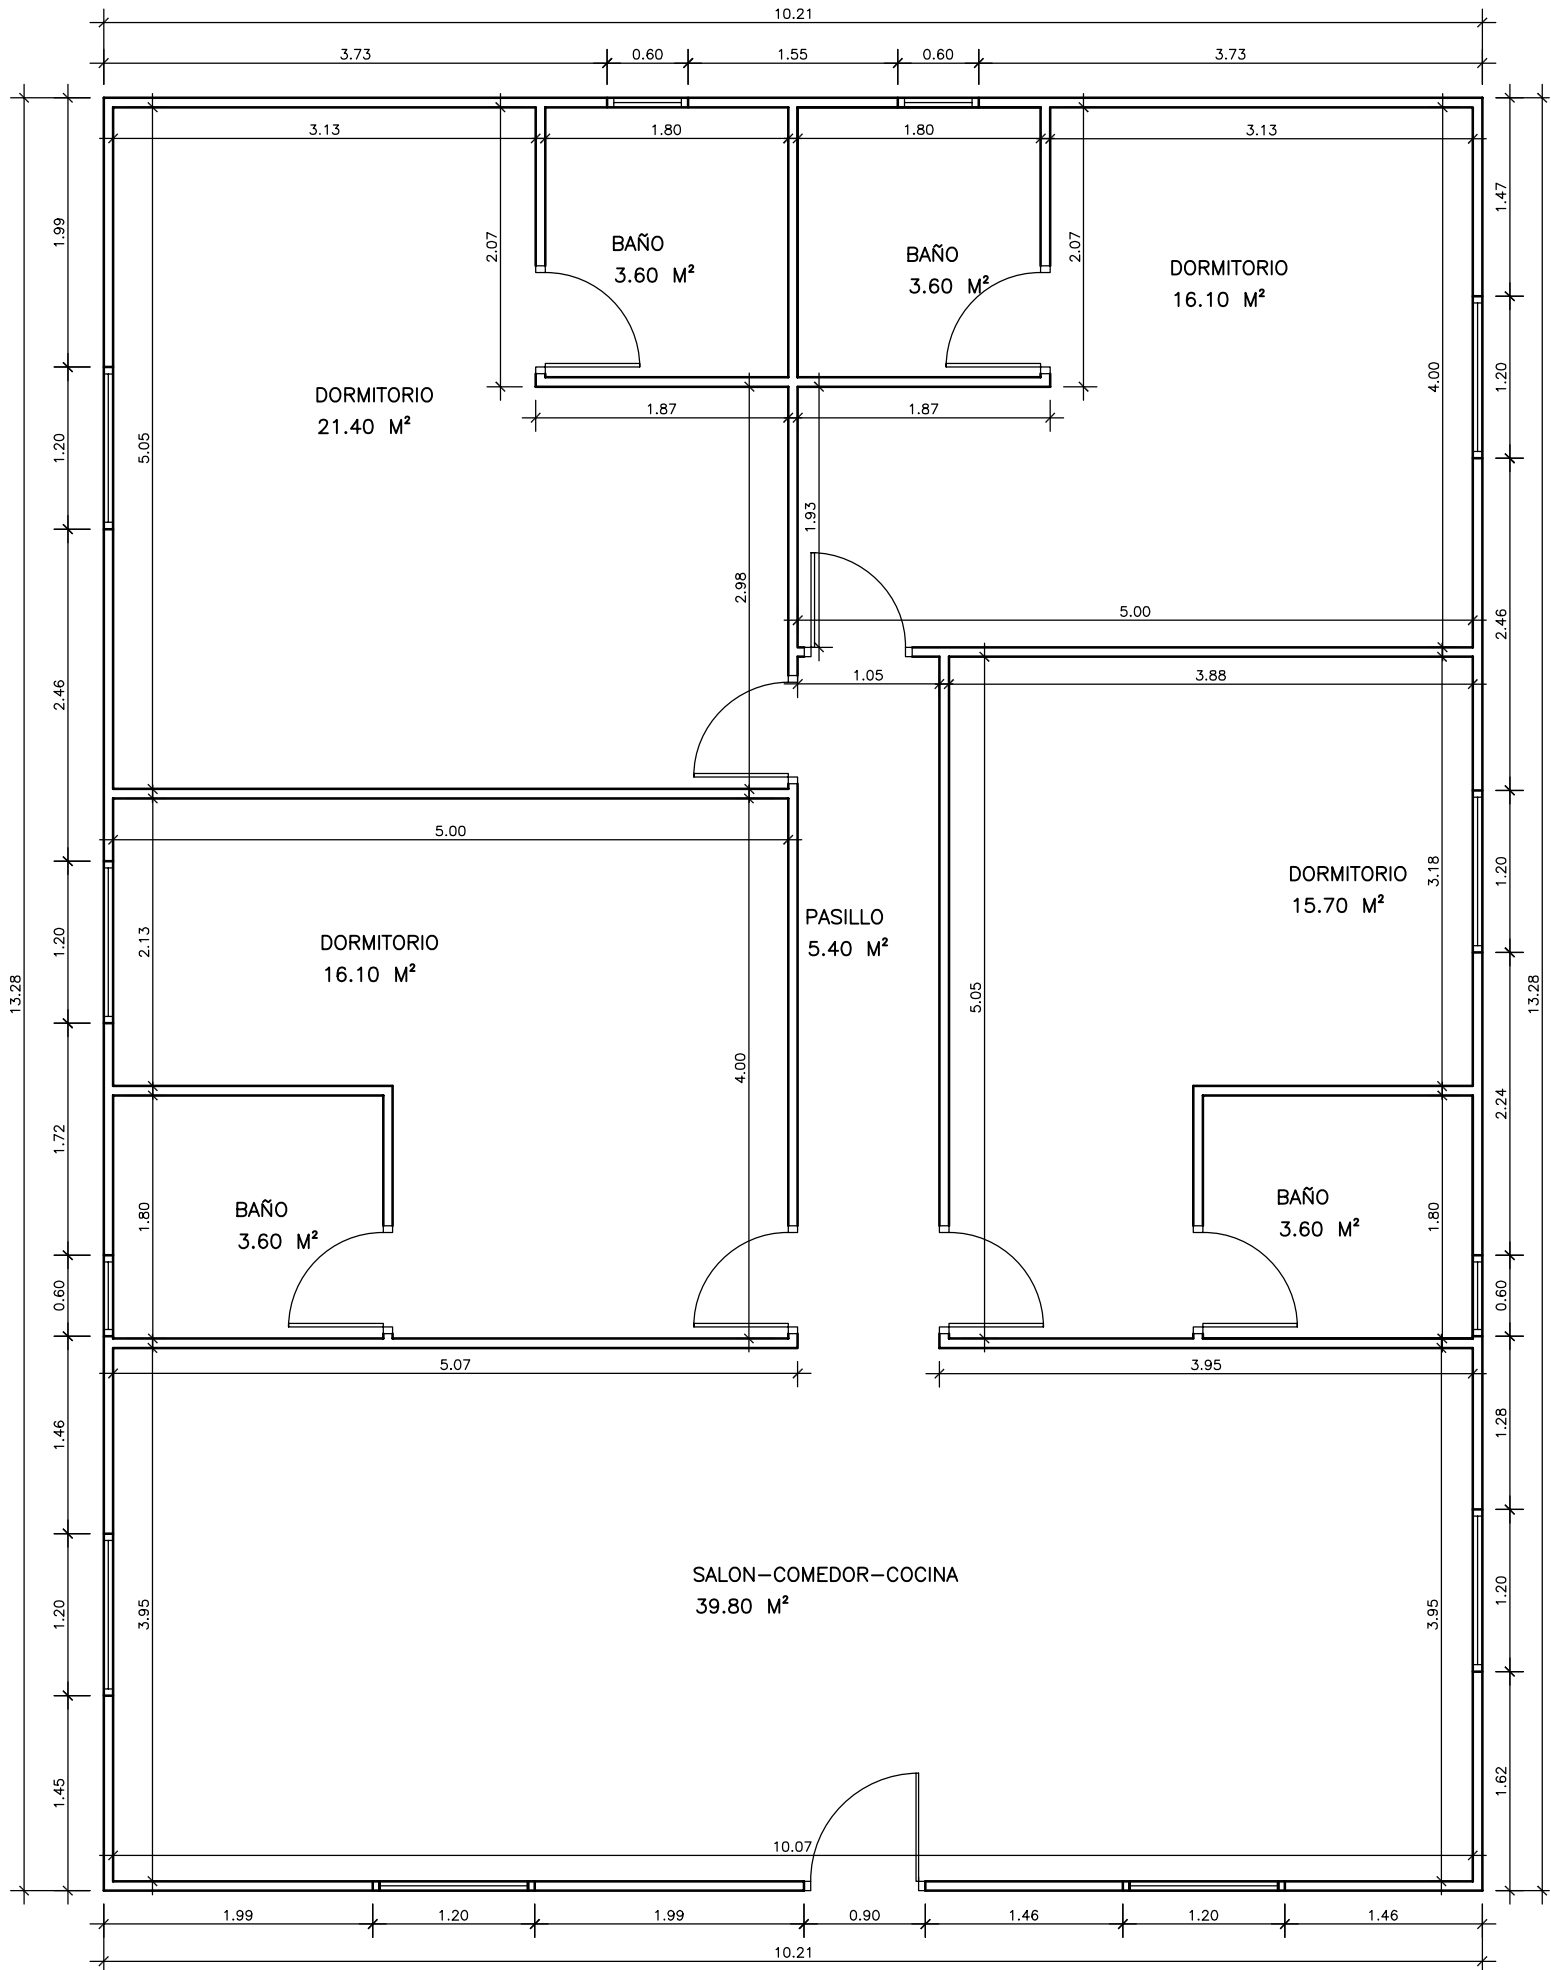 10.21
3.73 0.60 1.55 0.60 3.73
3.13 1.80 1.80 3.13
1.99
2.07
BAÑO
3.60 M²
BAÑO
3.60 M²
2.07
DORMITORIO
16.10 M²
1.47
DORMITORIO
21.40 M²
4.00
1.20
1.87 1.87
1.20
5.05
1.93
2.98
5.00
2.46
2.46
1.05 3.88
5.00
DORMITORIO
15.70 M²
3.18
1.20
PASILLO
5.40 M²
DORMITORIO
16.10 M²
1.20
2.13
13.28
5.05
13.28
4.00
1.72
2.24
BAÑO
3.60 M²
1.80
BAÑO
3.60 M²
1.80
0.60
0.60
5.07 3.95
1.46
1.28
SALON-COMEDOR-COCINA
39.80 M²
1.20
3.95
3.95
1.20
1.45
1.62
10.07
1.99 1.20 1.99 0.90 1.46 1.20 1.46
10.21